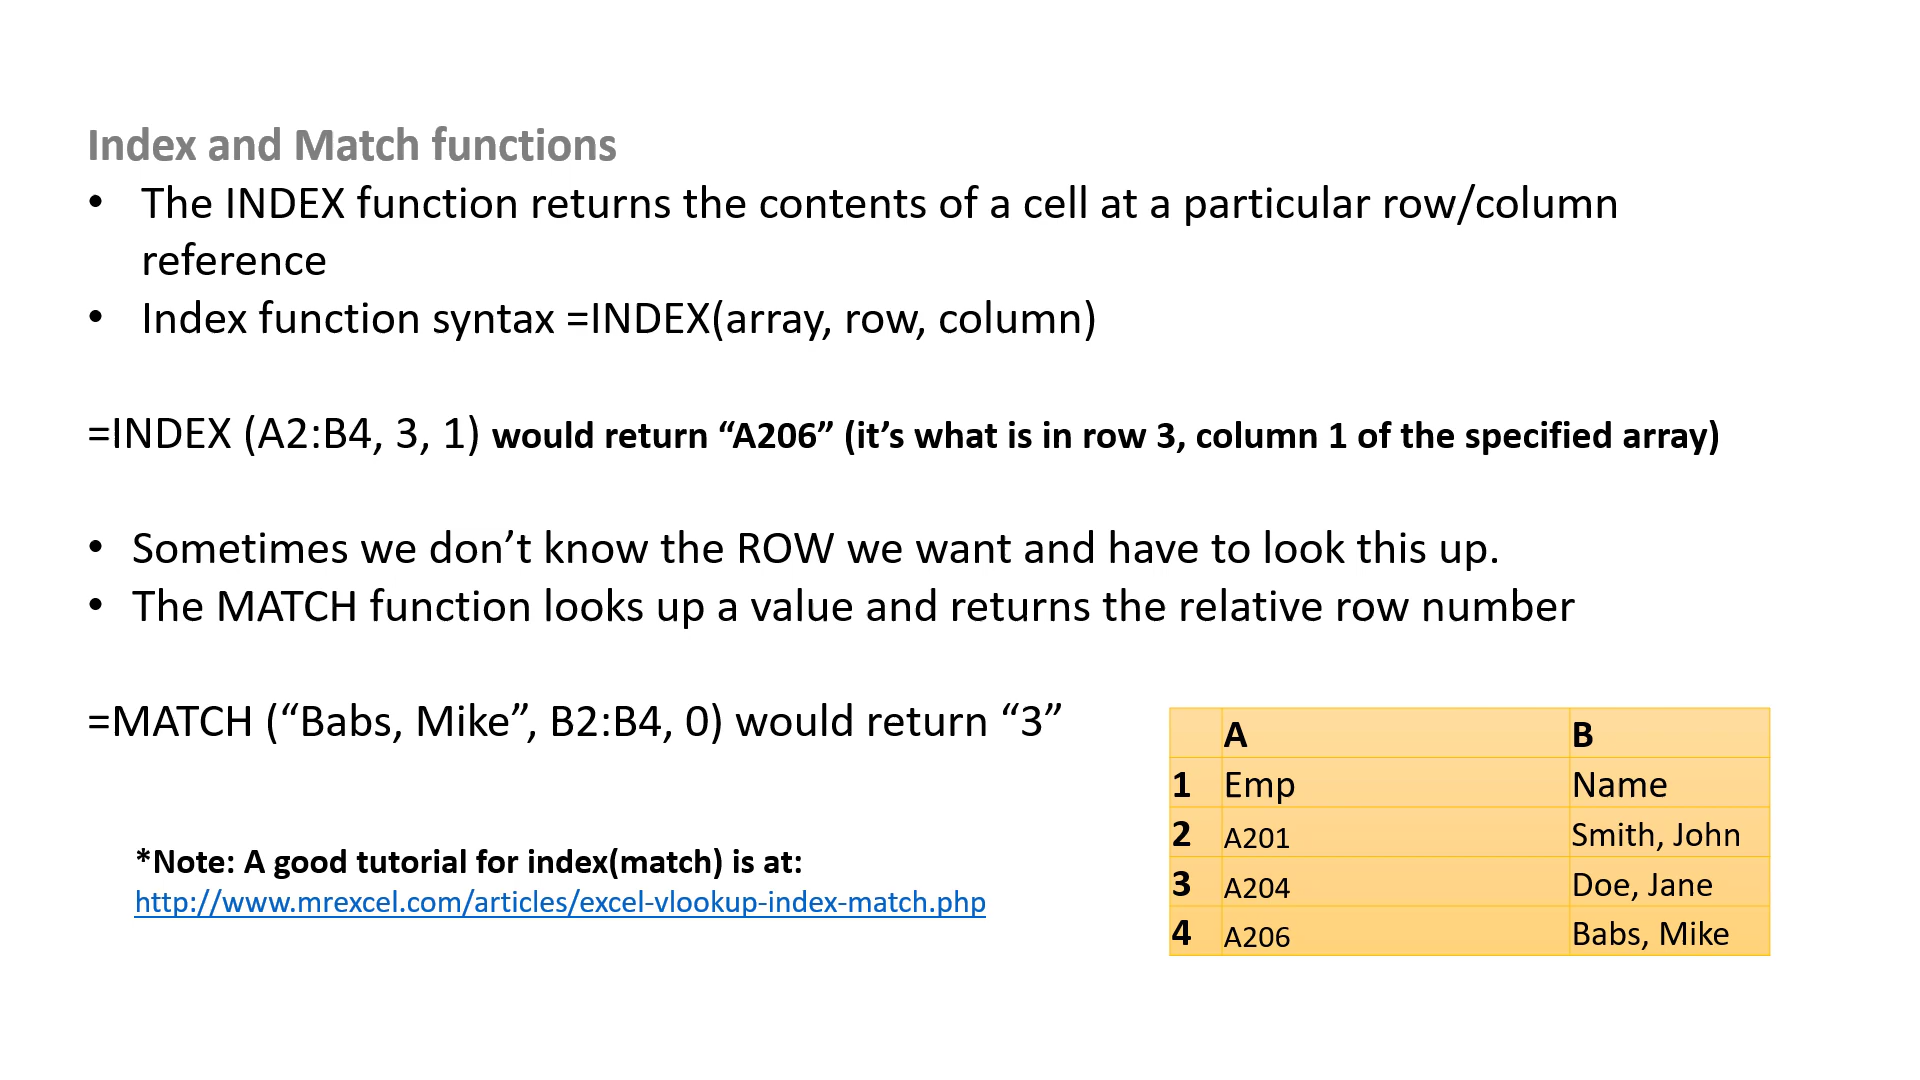 Index and Match functions
• The INDEX function returns the contents of a cell at a particular row/column
reference
• Index function syntax =INDEX(array, row, column)
=INDEX (A2:B4, 3, 1) would return “A206” (it’s what is in row 3, column 1 of the specified array)
• Sometimes we don’t know the ROW we want and have to look this up.
• The MATCH function looks up a value and returns the relative row number
=MATCH (“Babs, Mike”, B2:B4, 0) would return “3”
*Note: A good tutorial for index(match) is at:
http://www.mrexcel.com/articles/excel-vlookup-index-match.php
A B
1 Emp Name
2 A201 Smith, John
3 A204 Doe, Jane
4 A206 Babs, Mike